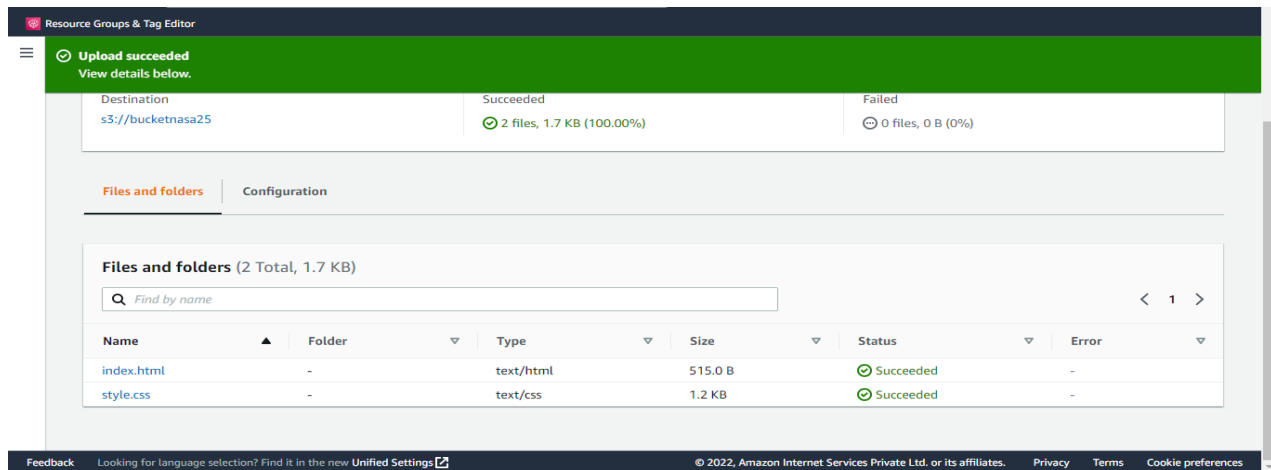 Resource Groups & Tag Editor
Upload succeeded
View details below.
Destination Succeeded Failed
s3://bucketnasa25 2 files, 1.7 KB (100.00%) 0 files, 0 B (0%)
Files and folders Configuration
Files and folders (2 Total, 1.7 KB)
Find by name 1
Name Folder Type Size Status Error
index.html - text/html 515.0 B Succeeded -
style.css - text/css 1.2 KB Succeeded -
Feedback Looking for language selection? Find it in the new Unified Settings © 2022, Amazon Internet Services Private Ltd. or its affiliates. Privacy Terms Cookie preferences